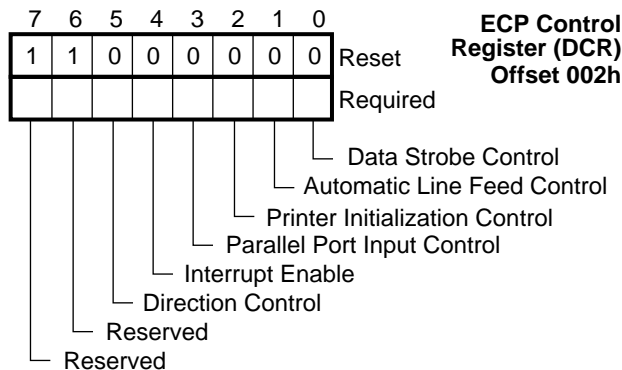 7 6 5 4 3 2 1 0
ECP Control
Register (DCR)
Offset 002h
1 1 0 0 0 0 0 0 Reset
Required
Data Strobe Control
Automatic Line Feed Control
Printer Initialization Control
Parallel Port Input Control
Interrupt Enable
Direction Control
Reserved
Reserved